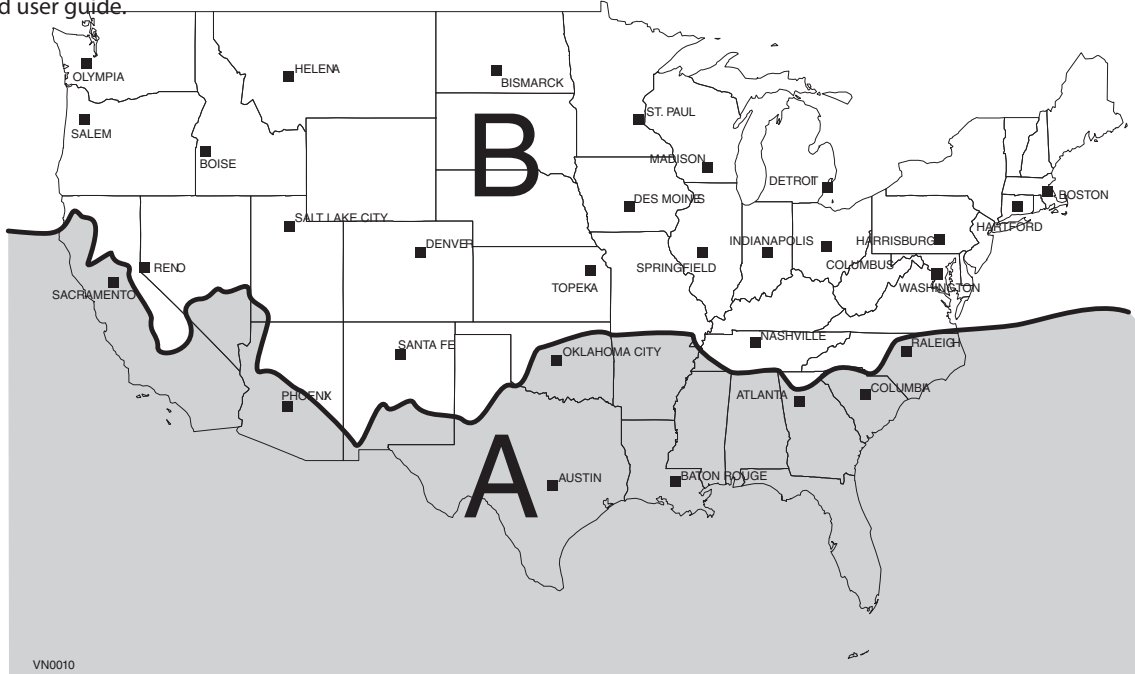 d user guide.
OLYMPIA
HELENA
BISMARCK
SALEM
ST. PAUL
B
BOISE
MADISON
DETROIT
BOSTON
DES MOINES
SALT LAKE CITY
HARTFORD
DENVER
INDIANAPOLIS
HARRISBURG
RENO
SPRINGFIELD
COLUMBUS
TOPEKA
WASHINGTON
SACRAMENTO
NASHVILLE
SANTA FE
OKLAHOMA CITY
RALEIGH
PHOENIX
ATLANTA
COLUMBIA
A
AUSTIN
BATON ROUGE
VN0010